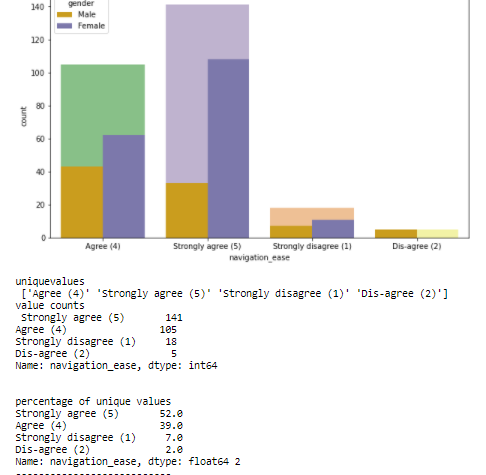 140
gender
Male
Female
120
100
80
60
40
20
0
count
Agree (4) Strongly agree (5) Strongly disagree (1) Dis-agree (2)
navigation_ease
uniquevalues
['Agree (4)' 'Strongly agree (5)' 'Strongly disagree (1)' 'Dis-agree (2)']
value counts
Strongly agree (5) 141
Agree (4) 105
Strongly disagree (1) 18
Dis-agree (2) 5
Name: navigation_ease, dtype: int64
percentage of unique values
Strongly agree (5) 52.0
Agree (4) 39.0
Strongly disagree (1) 7.0
Dis-agree (2) 2.0
Name: navigation_ease, dtype: float64 2